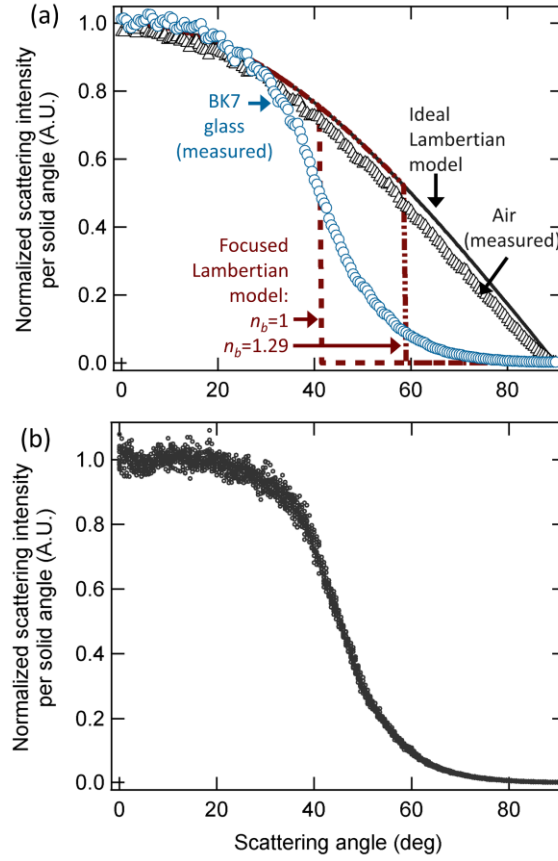 (a)
Normalized scattering intensity
per solid angle (A.U.)
1.0
0.8
0.6
0.4
0.2
0.0
BK7
glass
(measured)
Ideal
Lambertian
model
Air
(measured)
Focused
Lambertian
model:
n_b=1
n_b=1.29
0
20
40
60
80
(b)
Normalized scattering intensity
per solid angle (A.U.)
1.0
0.8
0.6
0.4
0.2
0.0
0
20
40
60
80
Scattering angle (deg)